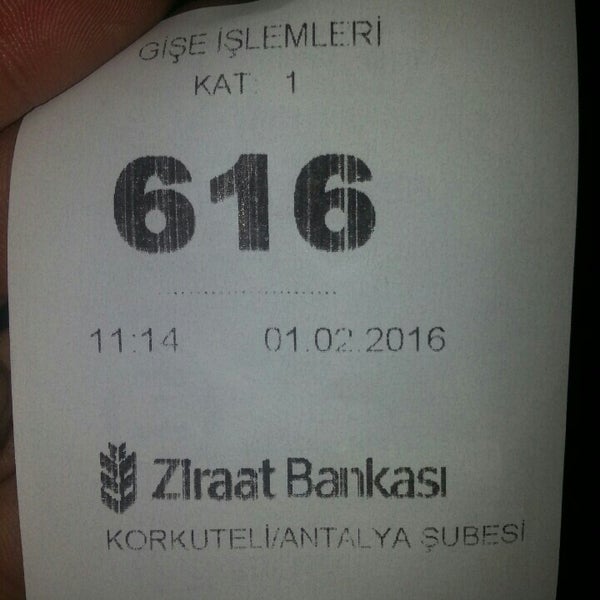 GİŞE İŞLEMLERİ
KAT: 1
616
11:14 01.02.2016
Ziraat Bankası
KORKUTELİ/ANTALYA ŞUBESİ